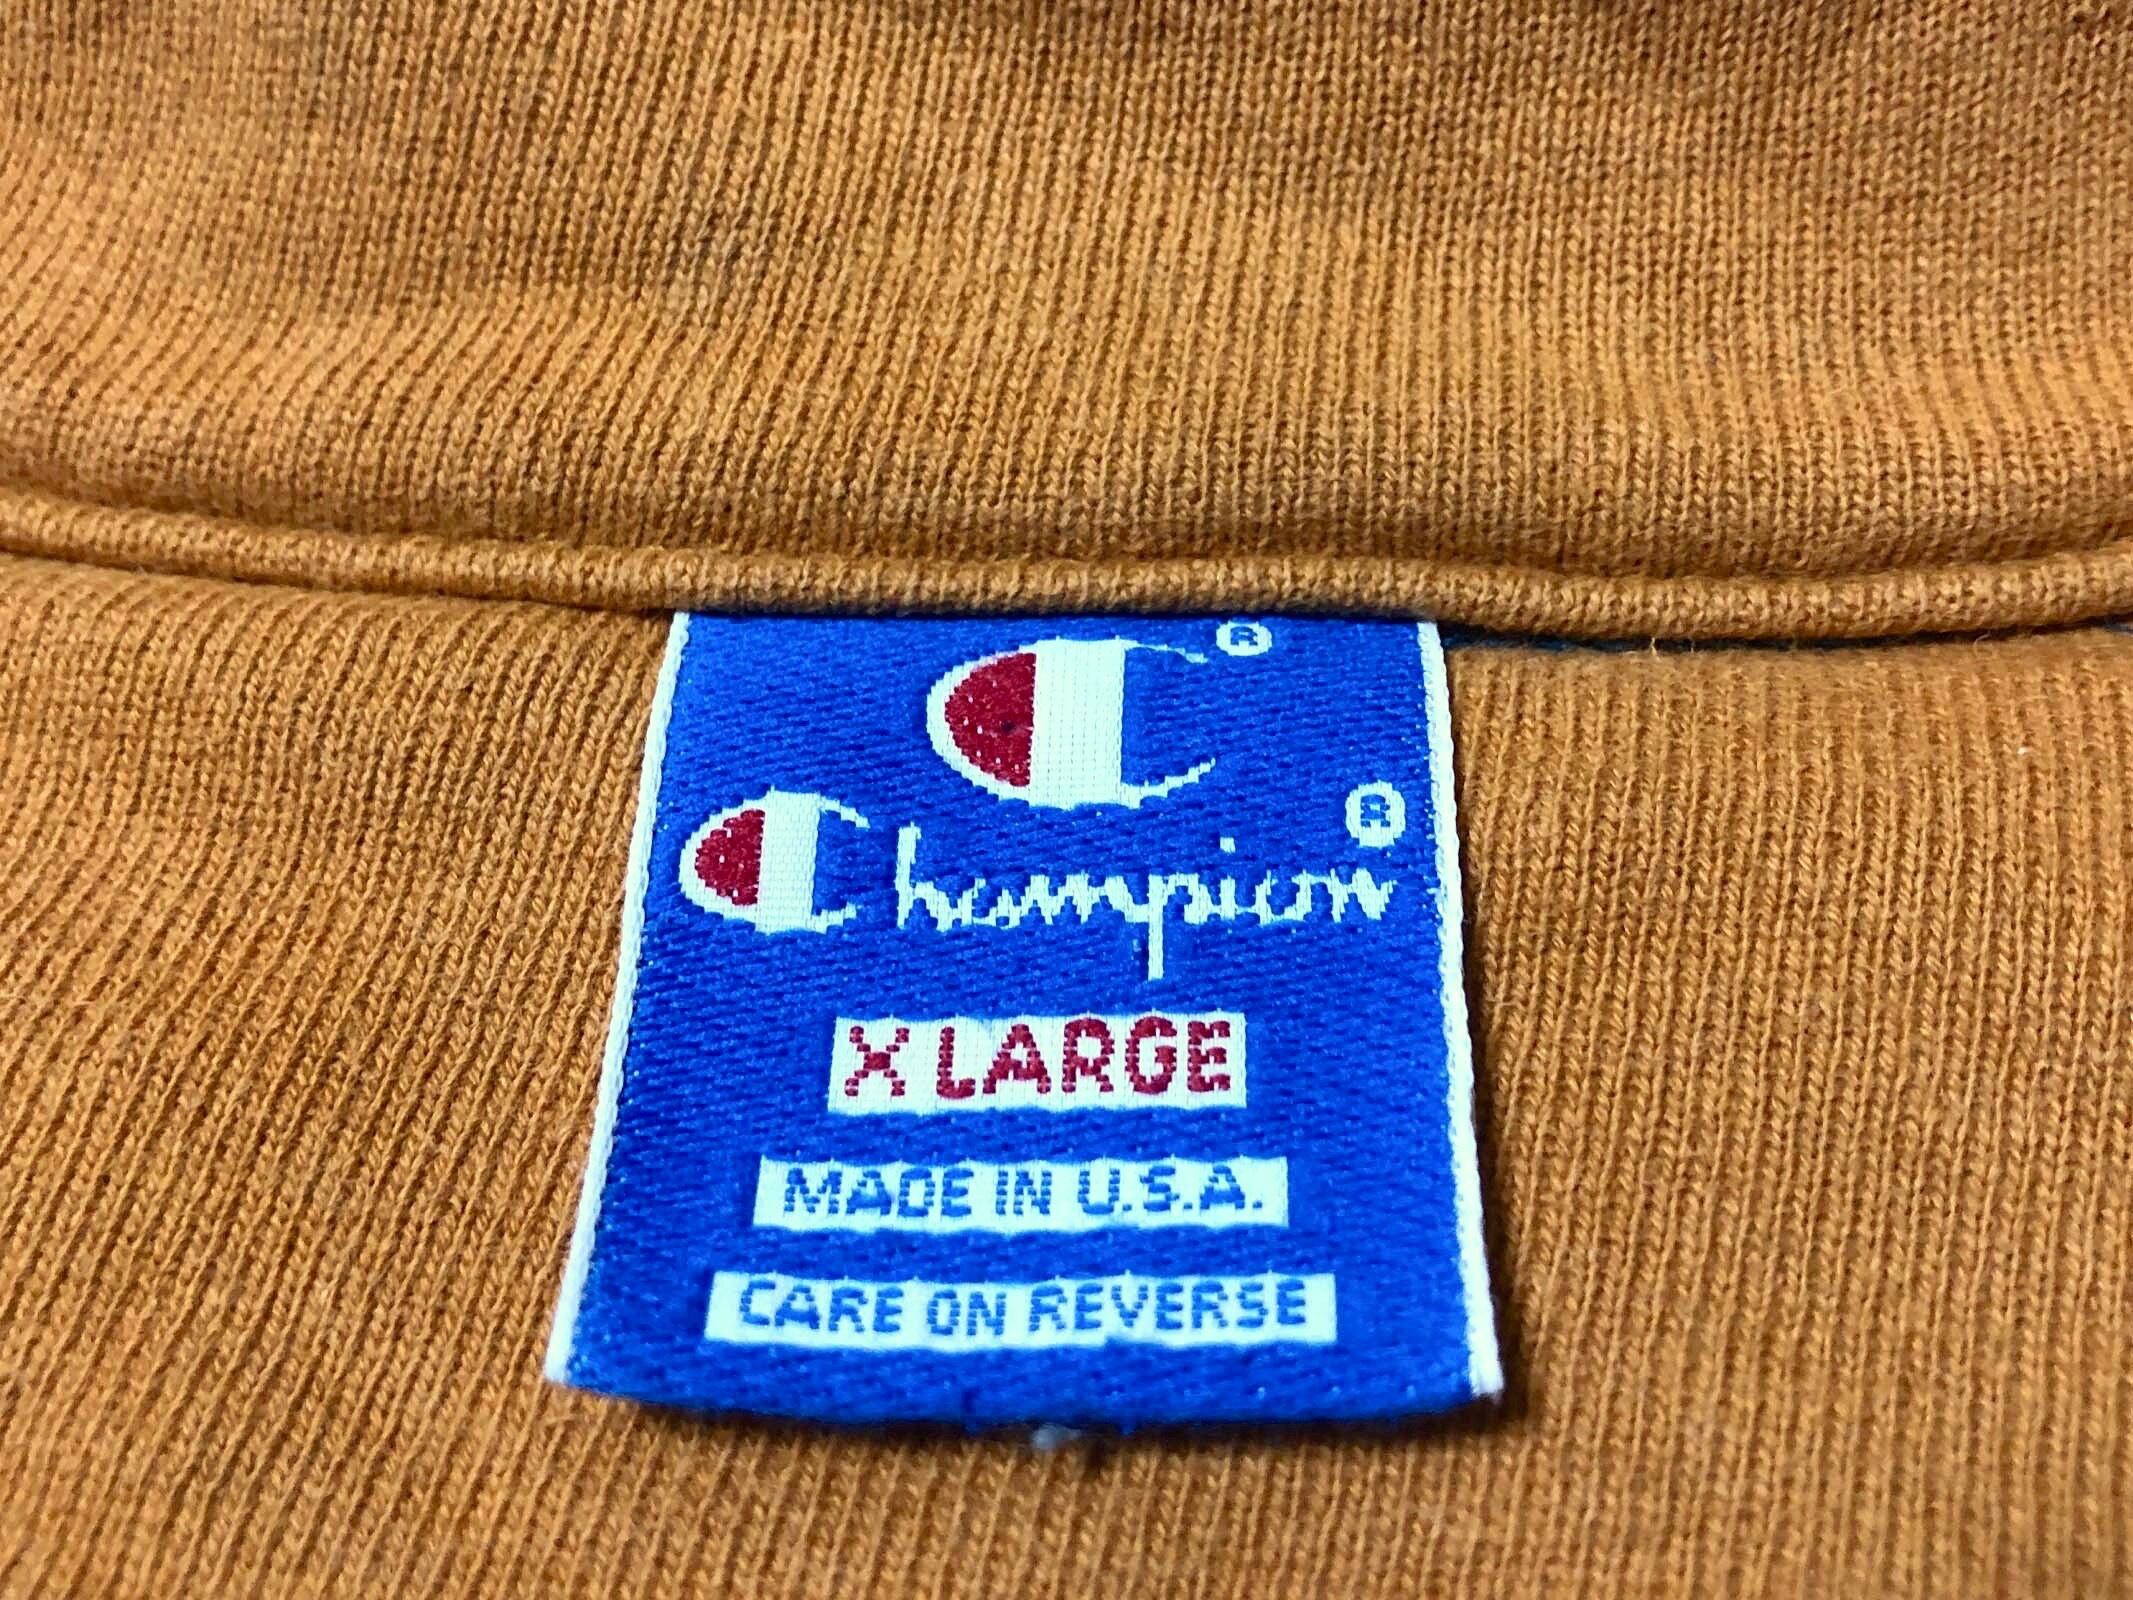 C®
Champion®
X LARGE
MADE IN U.S.A.
CARE ON REVERSE